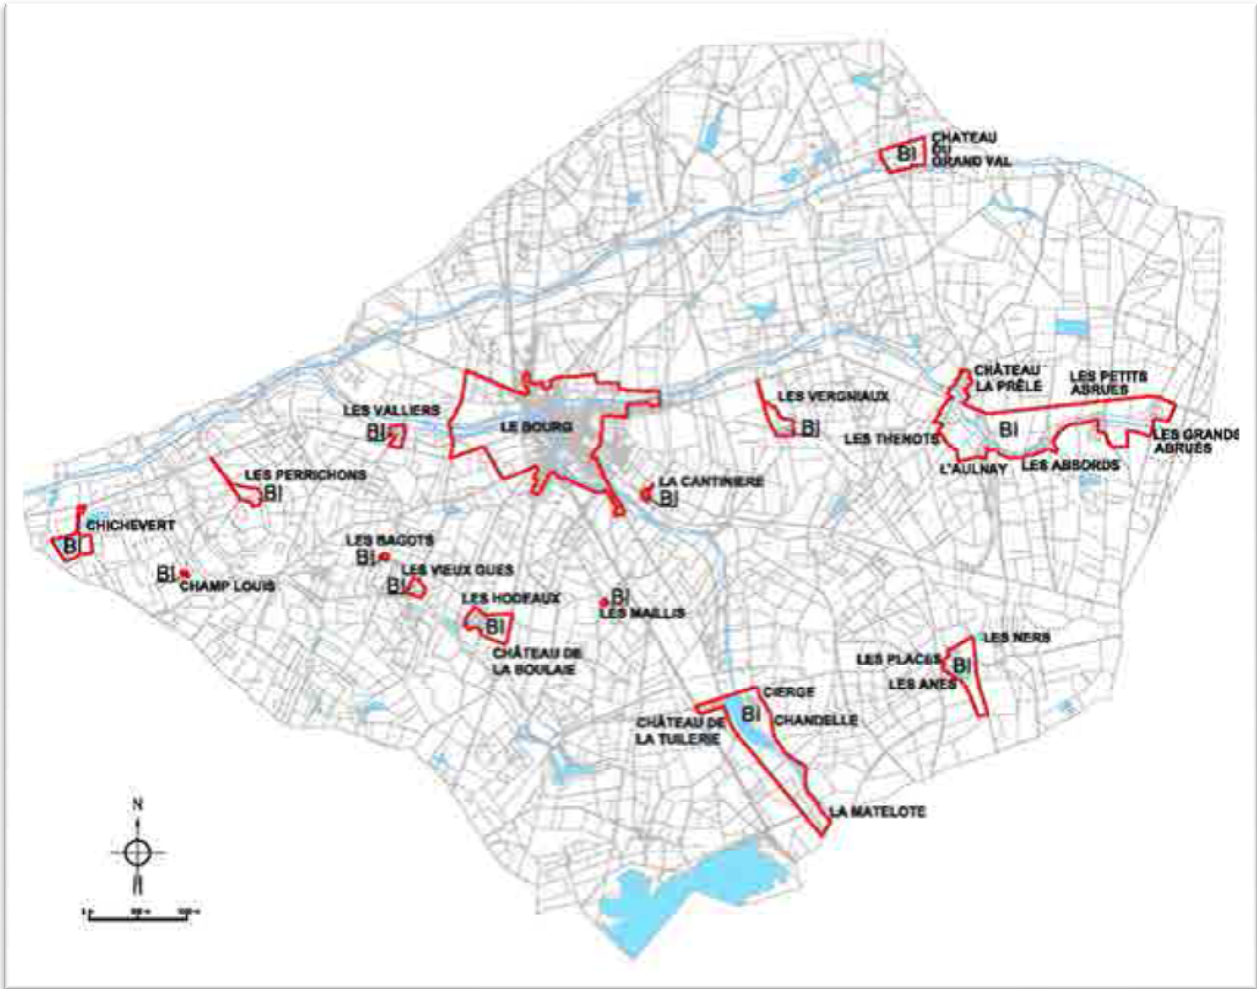 CHATEAU
DU
GRAND VAL
BI
CHÂTEAU
LA PRÊLE
LES PETITS
ABRUES
LES VERGNIAUX
BI
LES THENOTS
BI
LES GRANDS
ABRUES
L'AULNAY
LES ABBORDS
LES VALLIERS
BI
LE BOURG
LES PERRICHONS
BI
LA CANTINIERE
BI
CHICHEVERT
BI
LES BAGOTS
BI
BI
CHAMP LOUIS
LES VIEUX GUES
BI
LES HODEAUX
BI
BI
LES MAILLIS
CHÂTEAU DE
LA BOULAIE
LES NERS
LES PLACES
BI
LES ANES
CIERGE
BI
CHANDELLE
CHÂTEAU DE
LA TUILERIE
LA MATELOTE
N